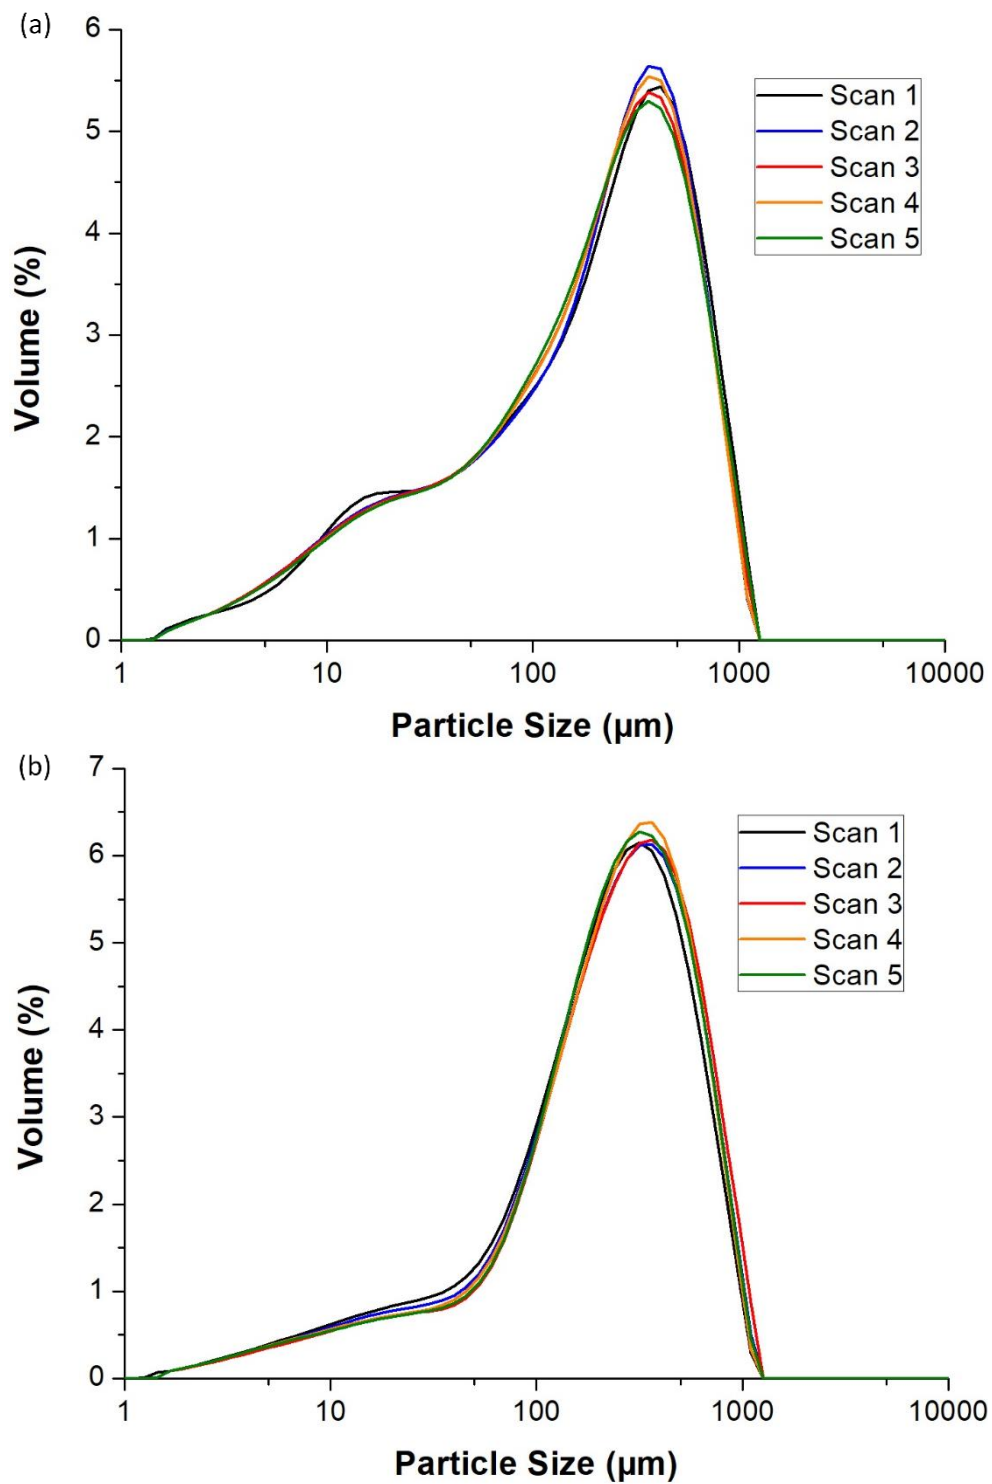 (a)
6
5
4
3
2
1
0
Volume (%)
Scan 1
Scan 2
Scan 3
Scan 4
Scan 5
1 10 100 1000 10000
Particle Size (µm)
(b)
7
6
5
4
3
2
1
0
Volume (%)
Scan 1
Scan 2
Scan 3
Scan 4
Scan 5
1 10 100 1000 10000
Particle Size (µm)